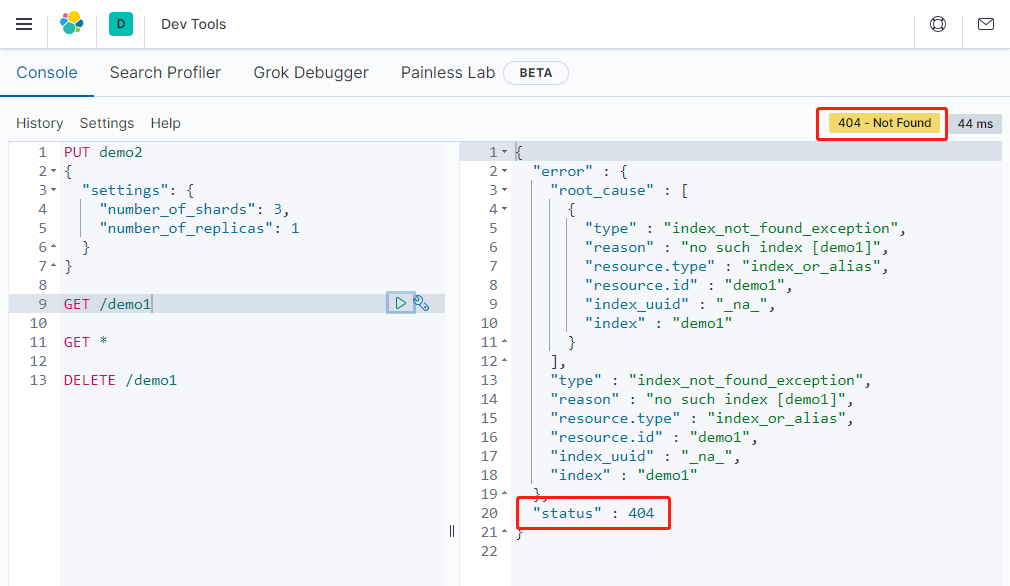 D Dev Tools
Console Search Profiler Grok Debugger Painless Lab BETA
History Settings Help
404 - Not Found 44 ms
1 PUT demo2
2 {
3 "settings": {
4 "number_of_shards": 3,
5 "number_of_replicas": 1
6 }
7 }
8
9 GET /demo1
10
11 GET *
12
13 DELETE /demo1
1 {
2 "error" : {
3 "root_cause" : [
4 {
5 "type" : "index_not_found_exception",
6 "reason" : "no such index [demo1]",
7 "resource.type" : "index_or_alias",
8 "resource.id" : "demo1",
9 "index_uuid" : "_na_",
10 "index" : "demo1"
11 }
12 ],
13 "type" : "index_not_found_exception",
14 "reason" : "no such index [demo1]",
15 "resource.type" : "index_or_alias",
16 "resource.id" : "demo1",
17 "index_uuid" : "_na_",
18 "index" : "demo1"
19 },
20 "status" : 404
21 }
22